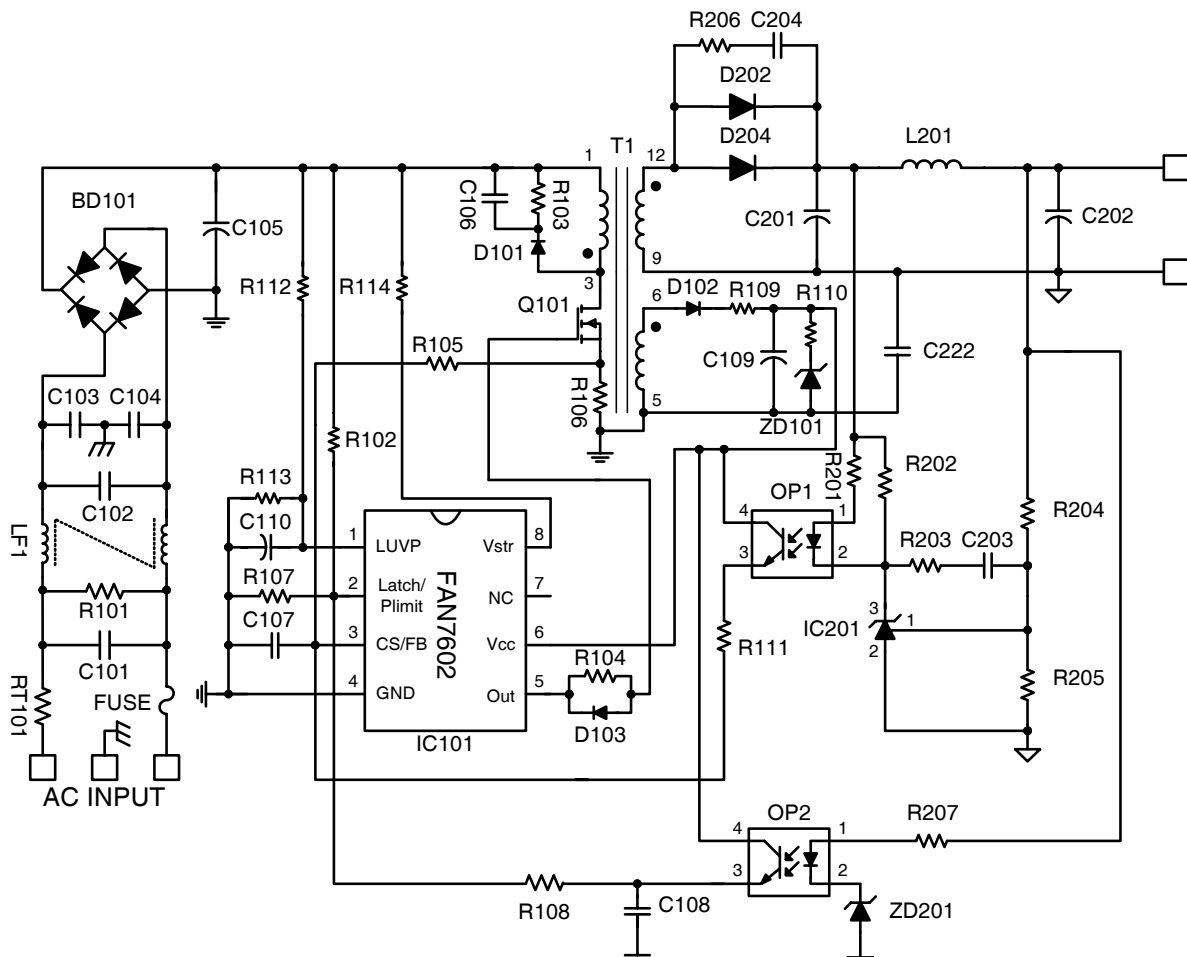 R206 C204
D202
D204
T1
L201
1
12
BD101
C105
C106
R103
D101
C201
C202
3
9
R112
R114
Q101
6
D102
R109
R110
R105
C109
C222
C103 C104
R106
5
ZD101
R102
R201
R202
R113
C102
OP1
LF1
C110
4
1
R204
1
LUVP
Vstr
8
3
2
R203 C203
R107
2
Latch/
Plimit
NC
7
R101
FAN7602
C107
3
CS/FB
Vcc
6
3
IC201
1
R111
2
C101
R104
R205
4
GND
Out
5
RT101
FUSE
D103
IC101
AC INPUT
OP2
R207
4
1
3
2
R108
C108
ZD201